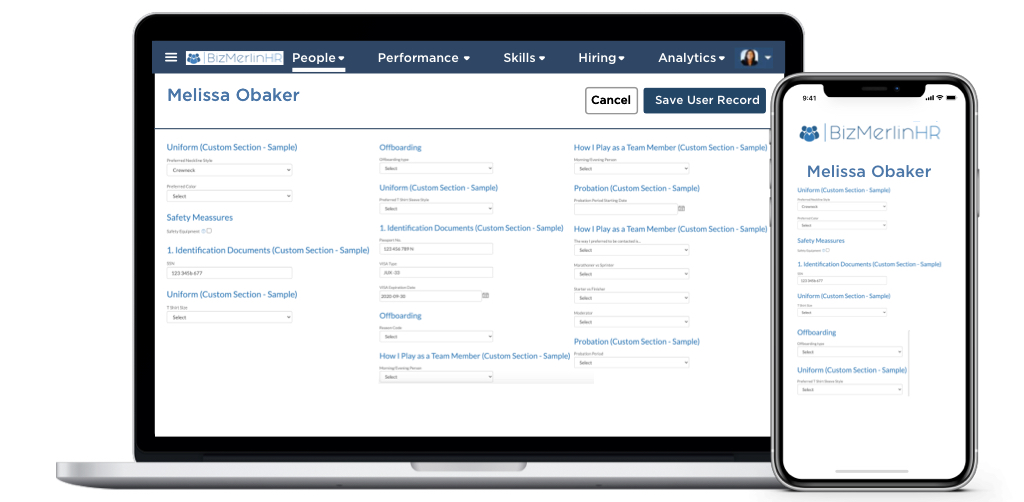 BizMerlinHR People Performance Skills Hiring Analytics
Melissa Obaker
Cancel Save User Record
Uniform (Custom Section - Sample)
Preferred Neckline Style
Crewneck
Preferred Color
Select
Safety Meassures
Safety Equipment
1. Identification Documents (Custom Section - Sample)
SSN
123 3456 677
Uniform (Custom Section - Sample)
T Shirt Size
Select
Offboarding
Offboarding type
Select
Uniform (Custom Section - Sample)
Preferred T Shirt Sleeve Style
Select
1. Identification Documents (Custom Section - Sample)
Passport No.
123 456 78914
VISA Type
JUX -23
VISA Expiration Date
2020-09-30
Offboarding
Reason Code
Select
How I Play as a Team Member (Custom Section - Sample)
Morning/Evening Person
Select
How I Play as a Team Member (Custom Section - Sample)
Morning/Evening Person
Select
Probation (Custom Section - Sample)
Probation Period Starting Date
How I Play as a Team Member (Custom Section - Sample)
The way I preferred to be contacted is...
Select
Marathoner vs Sprinter
Select
Starter vs Finisher
Select
Moderator
Select
Probation (Custom Section - Sample)
Probation Period
Select
9:41
BizMerlinHR
Melissa Obaker
Uniform (Custom Section - Sample)
Preferred Neckline Style
Crewneck
Preferred Color
Select
Safety Meassures
Safety Equipment
1. Identification Documents (Custom Section - Sample)
SSN
123 3456 677
Uniform (Custom Section - Sample)
T Shirt Size
Select
Offboarding
Offboarding type
Select
Uniform (Custom Section - Sample)
Preferred T Shirt Sleeve Style
Select